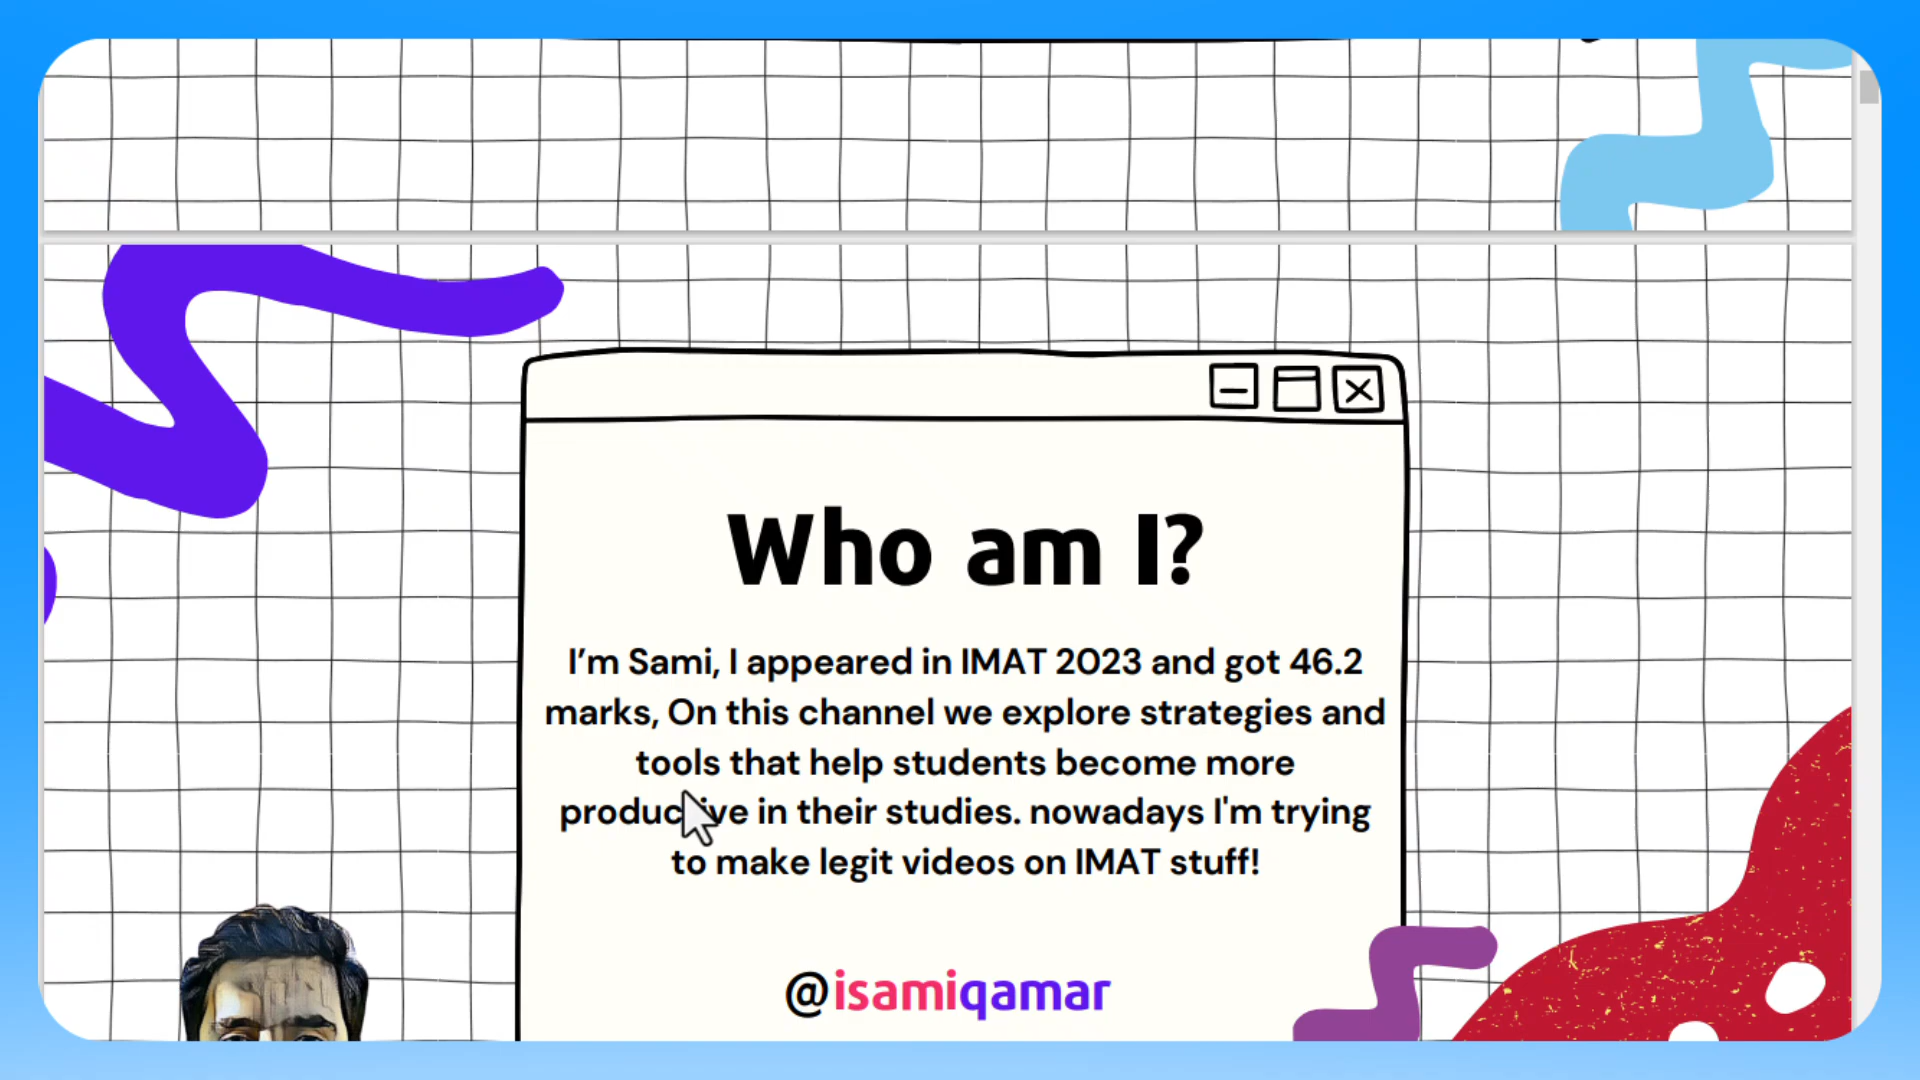 Who am I?
I’m Sami, I appeared in IMAT 2023 and got 46.2
marks, On this channel we explore strategies and
tools that help students become more
productive in their studies. nowadays I'm trying
to make legit videos on IMAT stuff!
@isamiqamar